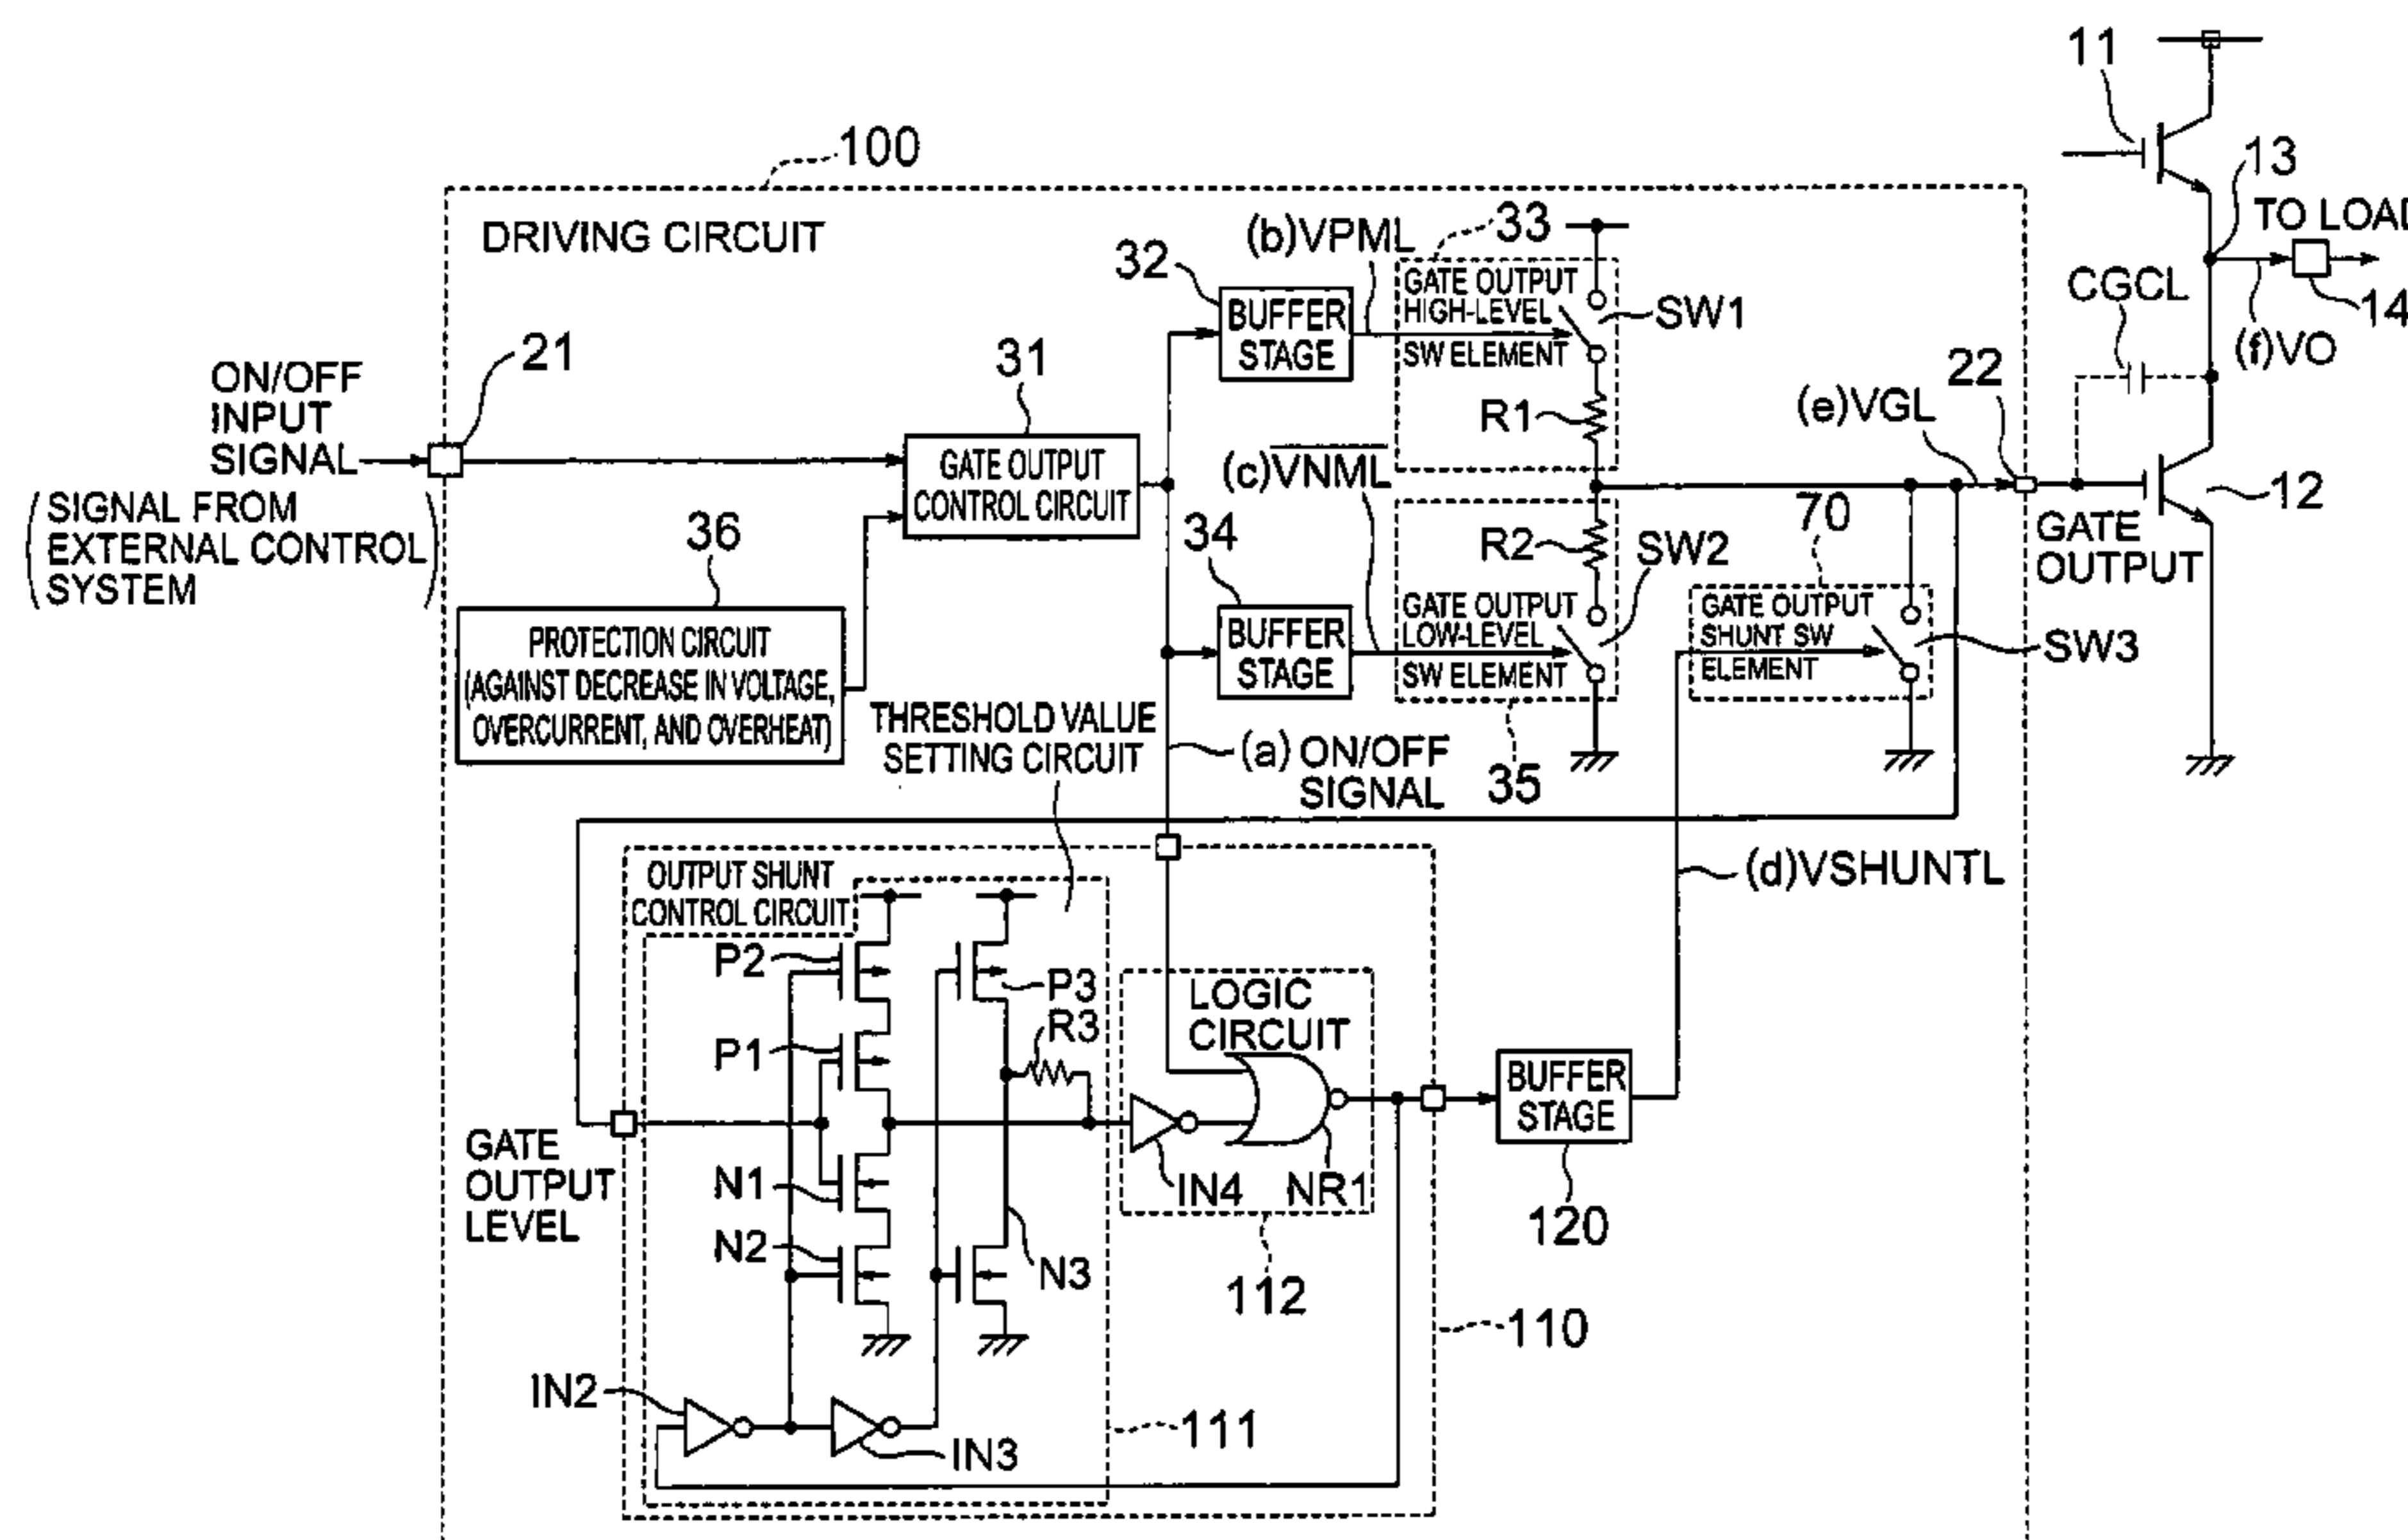 11
100
13
DRIVING CIRCUIT
TO LOAD
(b)VPML
33
32
GATE OUTPUT
HIGH-LEVEL
SW ELEMENT
SW1
BUFFER
STAGE
CGCL
14
(f)VO
21
31
R1
22
(e)VGL
ON/OFF
INPUT
SIGNAL
(SIGNAL FROM
EXTERNAL CONTROL
SYSTEM)
GATE OUTPUT
CONTROL CIRCUIT
(c)VNML
12
GATE
OUTPUT
36
34
R2
SW2
70
BUFFER
STAGE
GATE OUTPUT
LOW-LEVEL
SW ELEMENT
GATE OUTPUT
SHUNT SW
ELEMENT
SW3
PROTECTION CIRCUIT
(AGAINST DECREASE IN VOLTAGE,
OVERCURRENT, AND OVERHEAT)
THRESHOLD VALUE
SETTING CIRCUIT
(a) ON/OFF
SIGNAL
35
OUTPUT SHUNT
CONTROL CIRCUIT
(d)VSHUNTL
P2
P3
LOGIC
CIRCUIT
P1
R3
BUFFER
STAGE
GATE
OUTPUT
LEVEL
N1
IN4
NR1
120
N2
N3
112
110
IN2
IN3
111